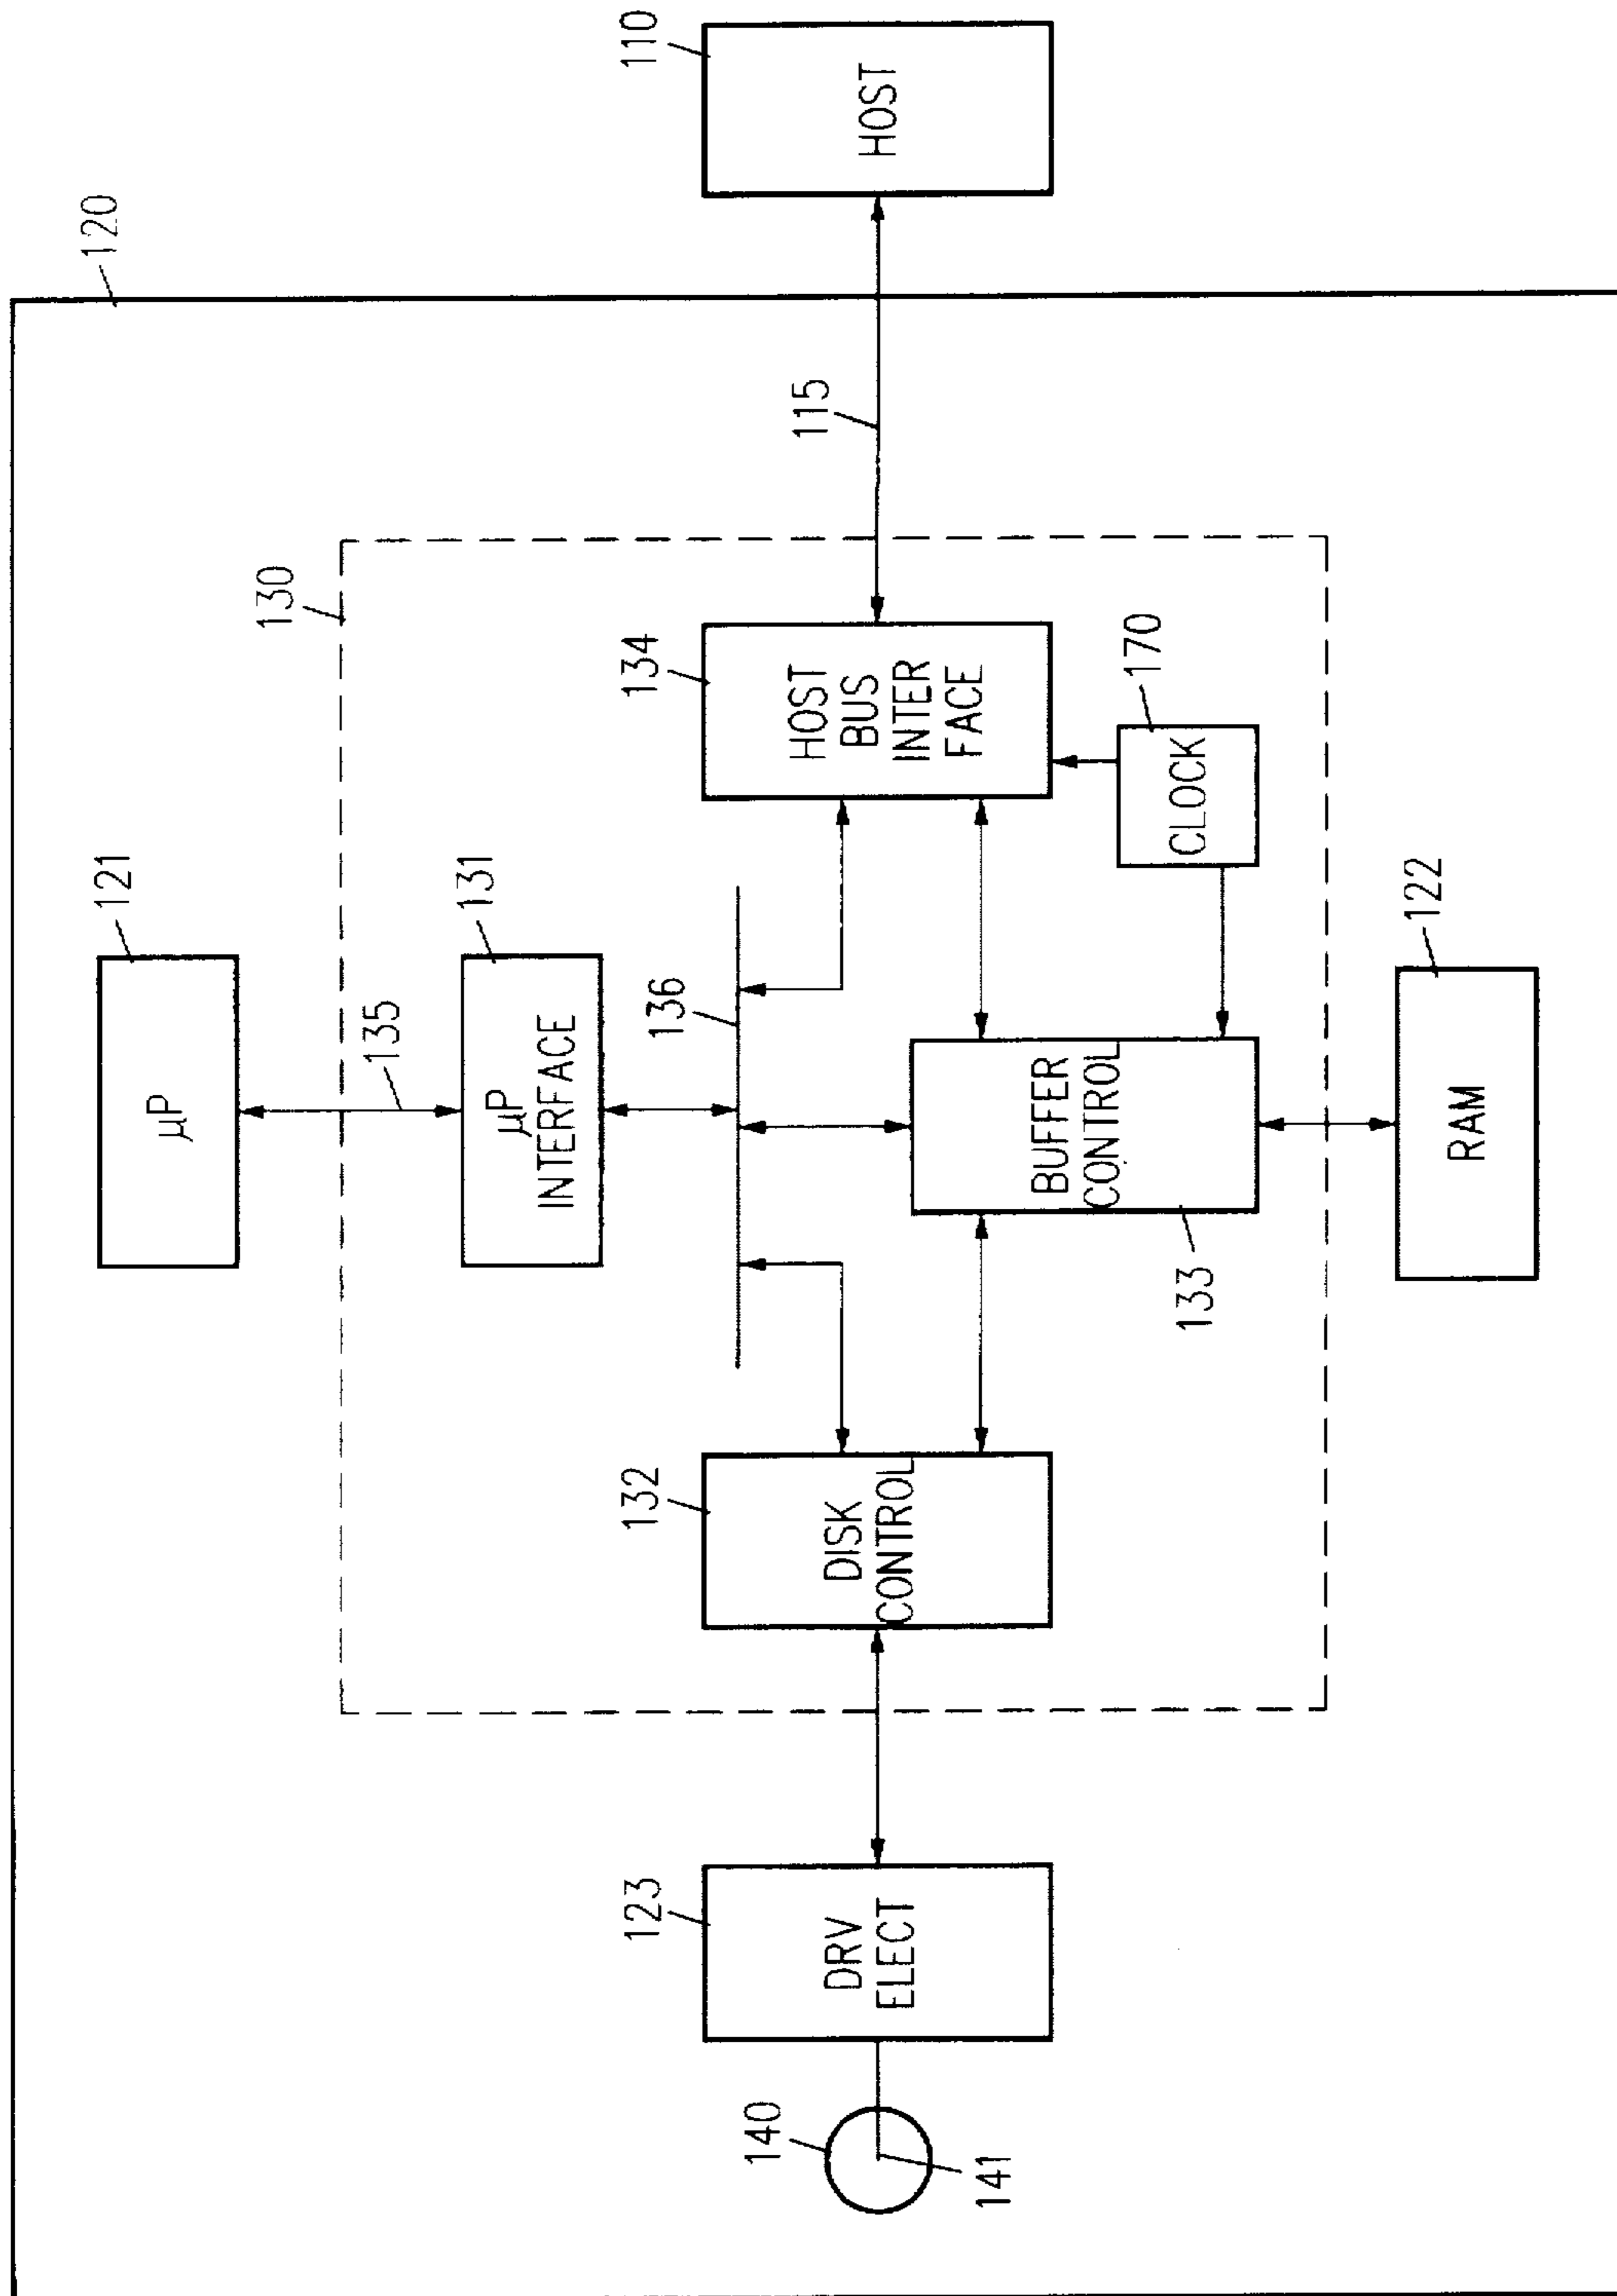 120
121
µP
135
130
131
µP
INTERFACE
136
140
141
123
DRV
ELECT
132
DISK
CONTROL
133
BUFFER
CONTROL
134
HOST
BUS
INTER
FACE
115
110
HOST
170
CLOCK
122
RAM